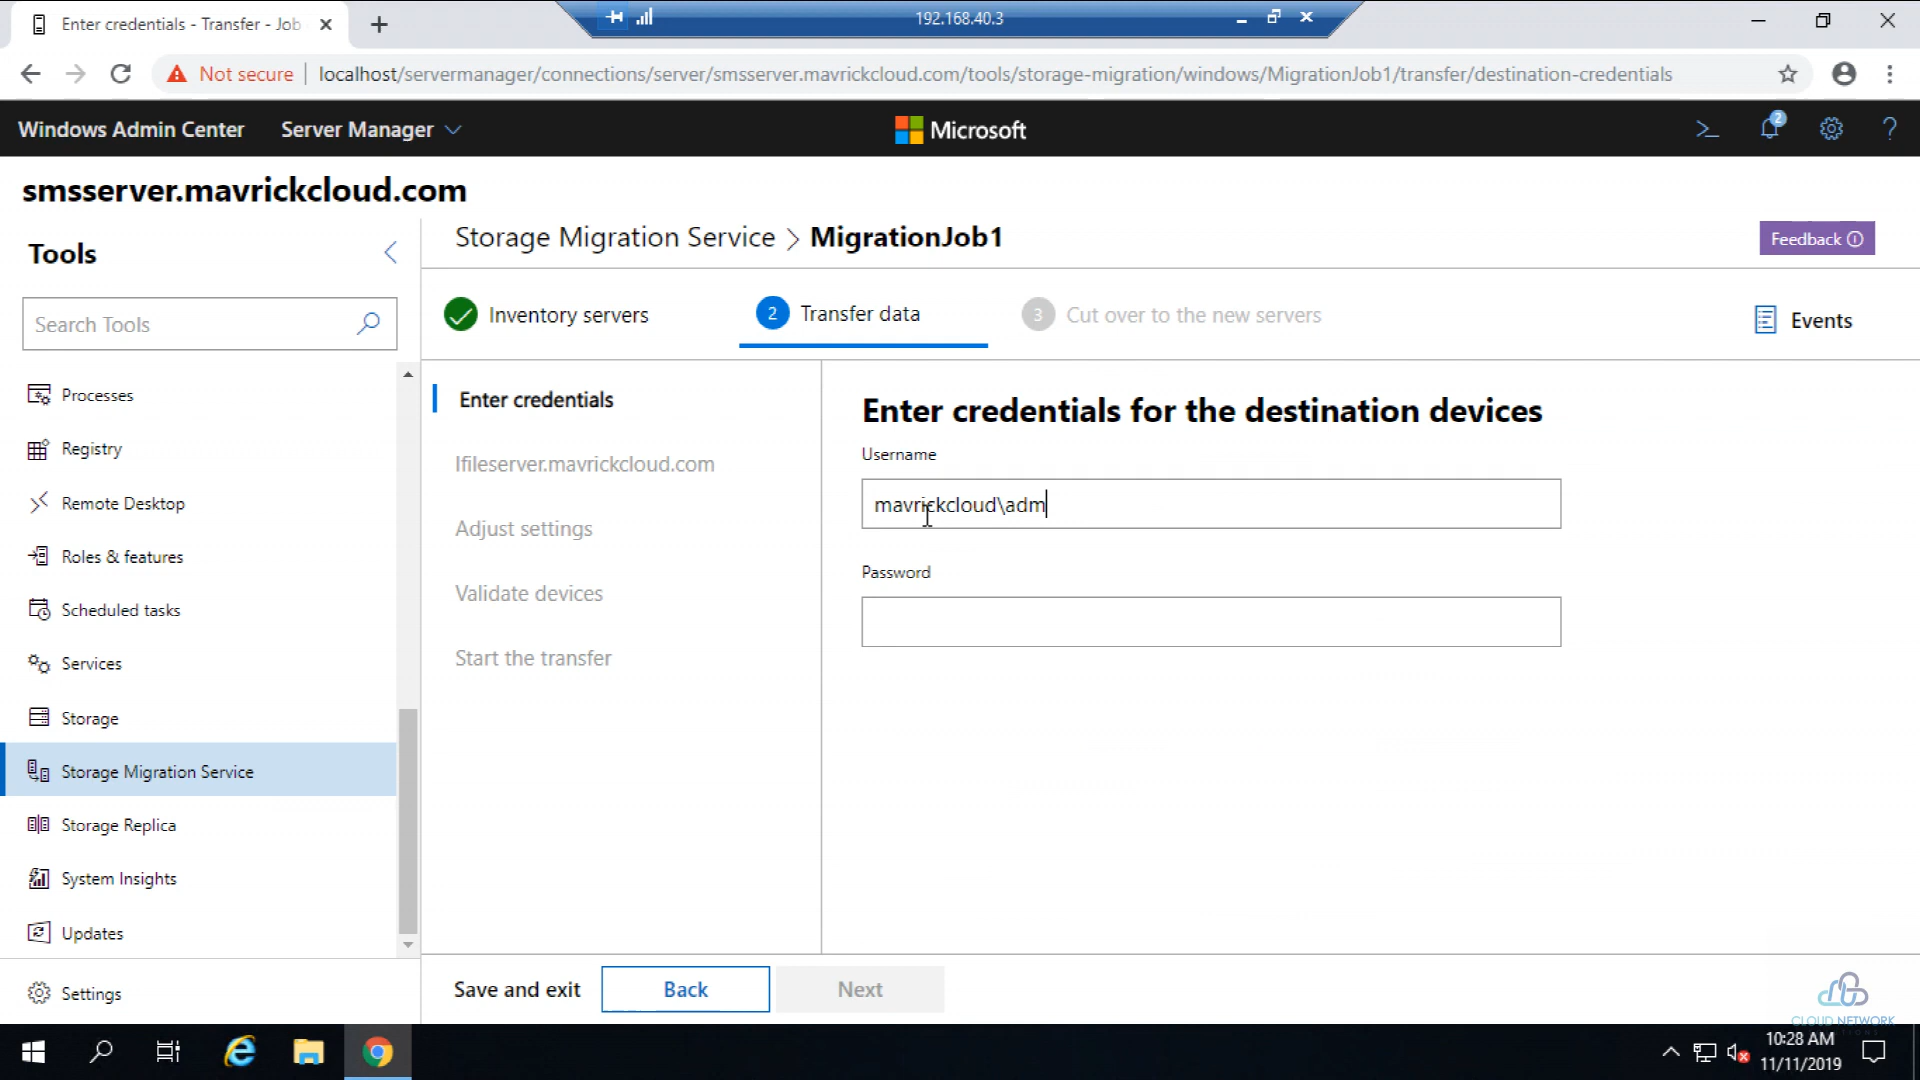 Enter credentials - Transfer - Job
192.168.40.3
Not secure
localhost/servermanager/connections/server/smsserver.mavrickcloud.com/tools/storage-migration/windows/MigrationJob1/transfer/destination-credentials
Windows Admin Center
Server Manager
Microsoft
2
smsserver.mavrickcloud.com
Tools
Storage Migration Service > MigrationJob1
Feedback
Search Tools
Inventory servers
2 Transfer data
3 Cut over to the new servers
Events
Processes
Registry
Remote Desktop
Roles & features
Scheduled tasks
Services
Storage
Storage Migration Service
Storage Replica
System Insights
Updates
Settings
Enter credentials
lfileserver.mavrickcloud.com
Adjust settings
Validate devices
Start the transfer
Enter credentials for the destination devices
Username
mavrickcloud\adm
Password
Save and exit
Back
Next
CLOUD NETWORK
10:28 AM
11/11/2019